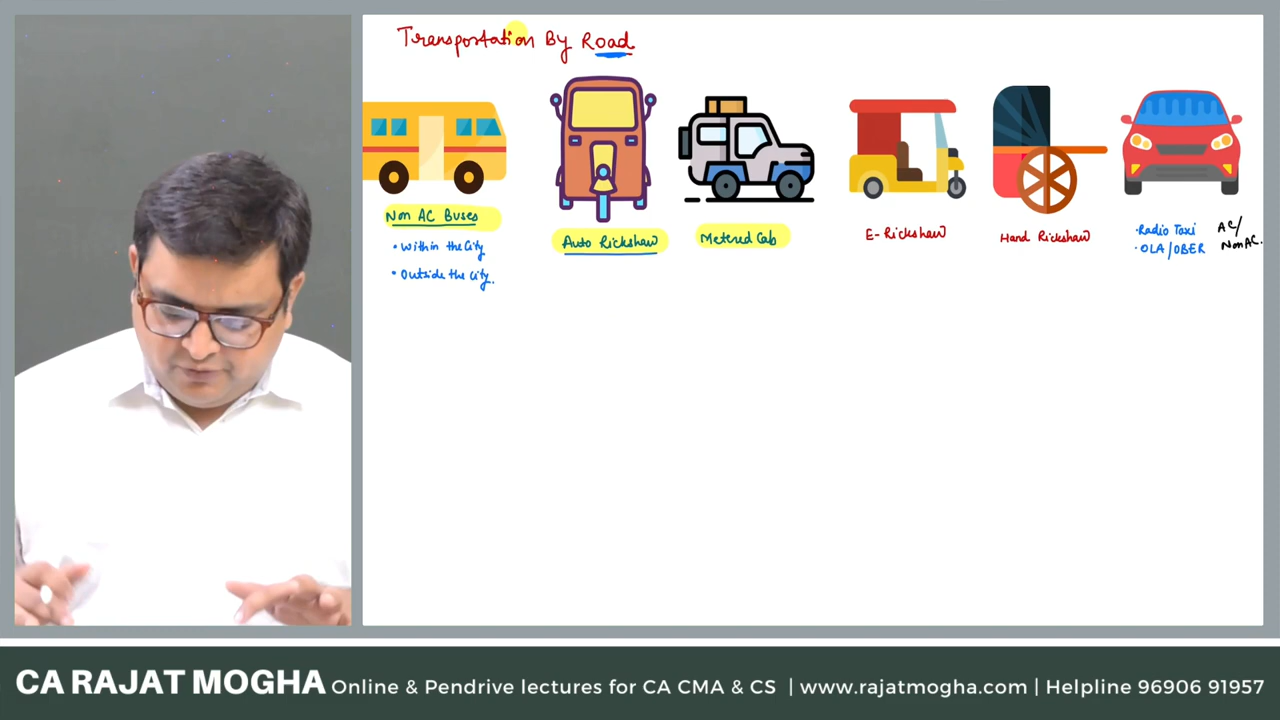 Transportation By Road
Non AC Buses
• Within the City
• Outside the City.
Auto Rickshaw
Metered Cab
E-Rickshaw
Hand Rickshaw
• Radio Taxi
• OLA/UBER
AC/
Non AC.
CA RAJAT MOGHA Online & Pendrive lectures for CA CMA & CS | www.rajatmogha.com | Helpline 96906 91957